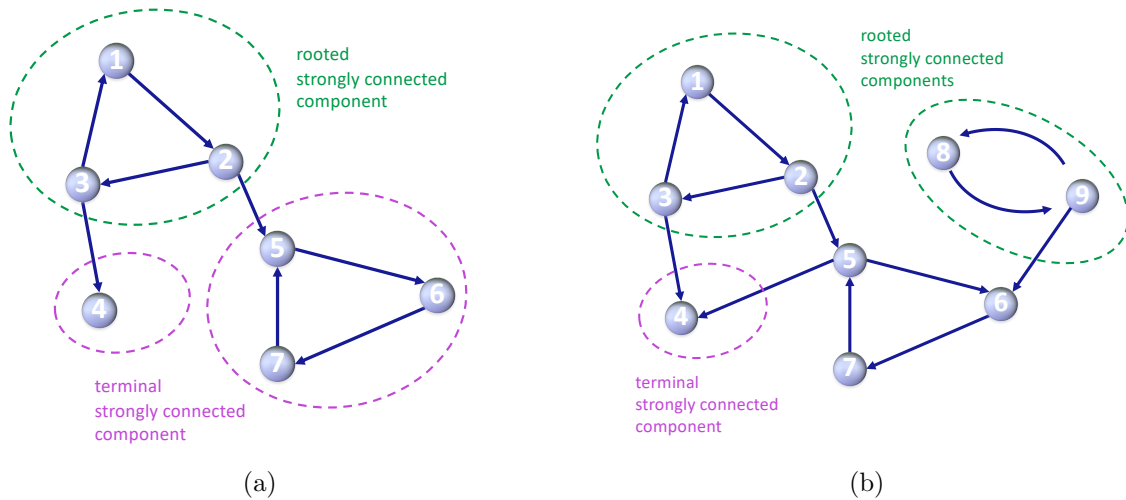 1
rooted
strongly connected
component
2
3
5
4
6
7
terminal
strongly connected
component
(a)
rooted
strongly connected
components
1
8
2
9
3
5
4
6
7
terminal
strongly connected
component
(b)